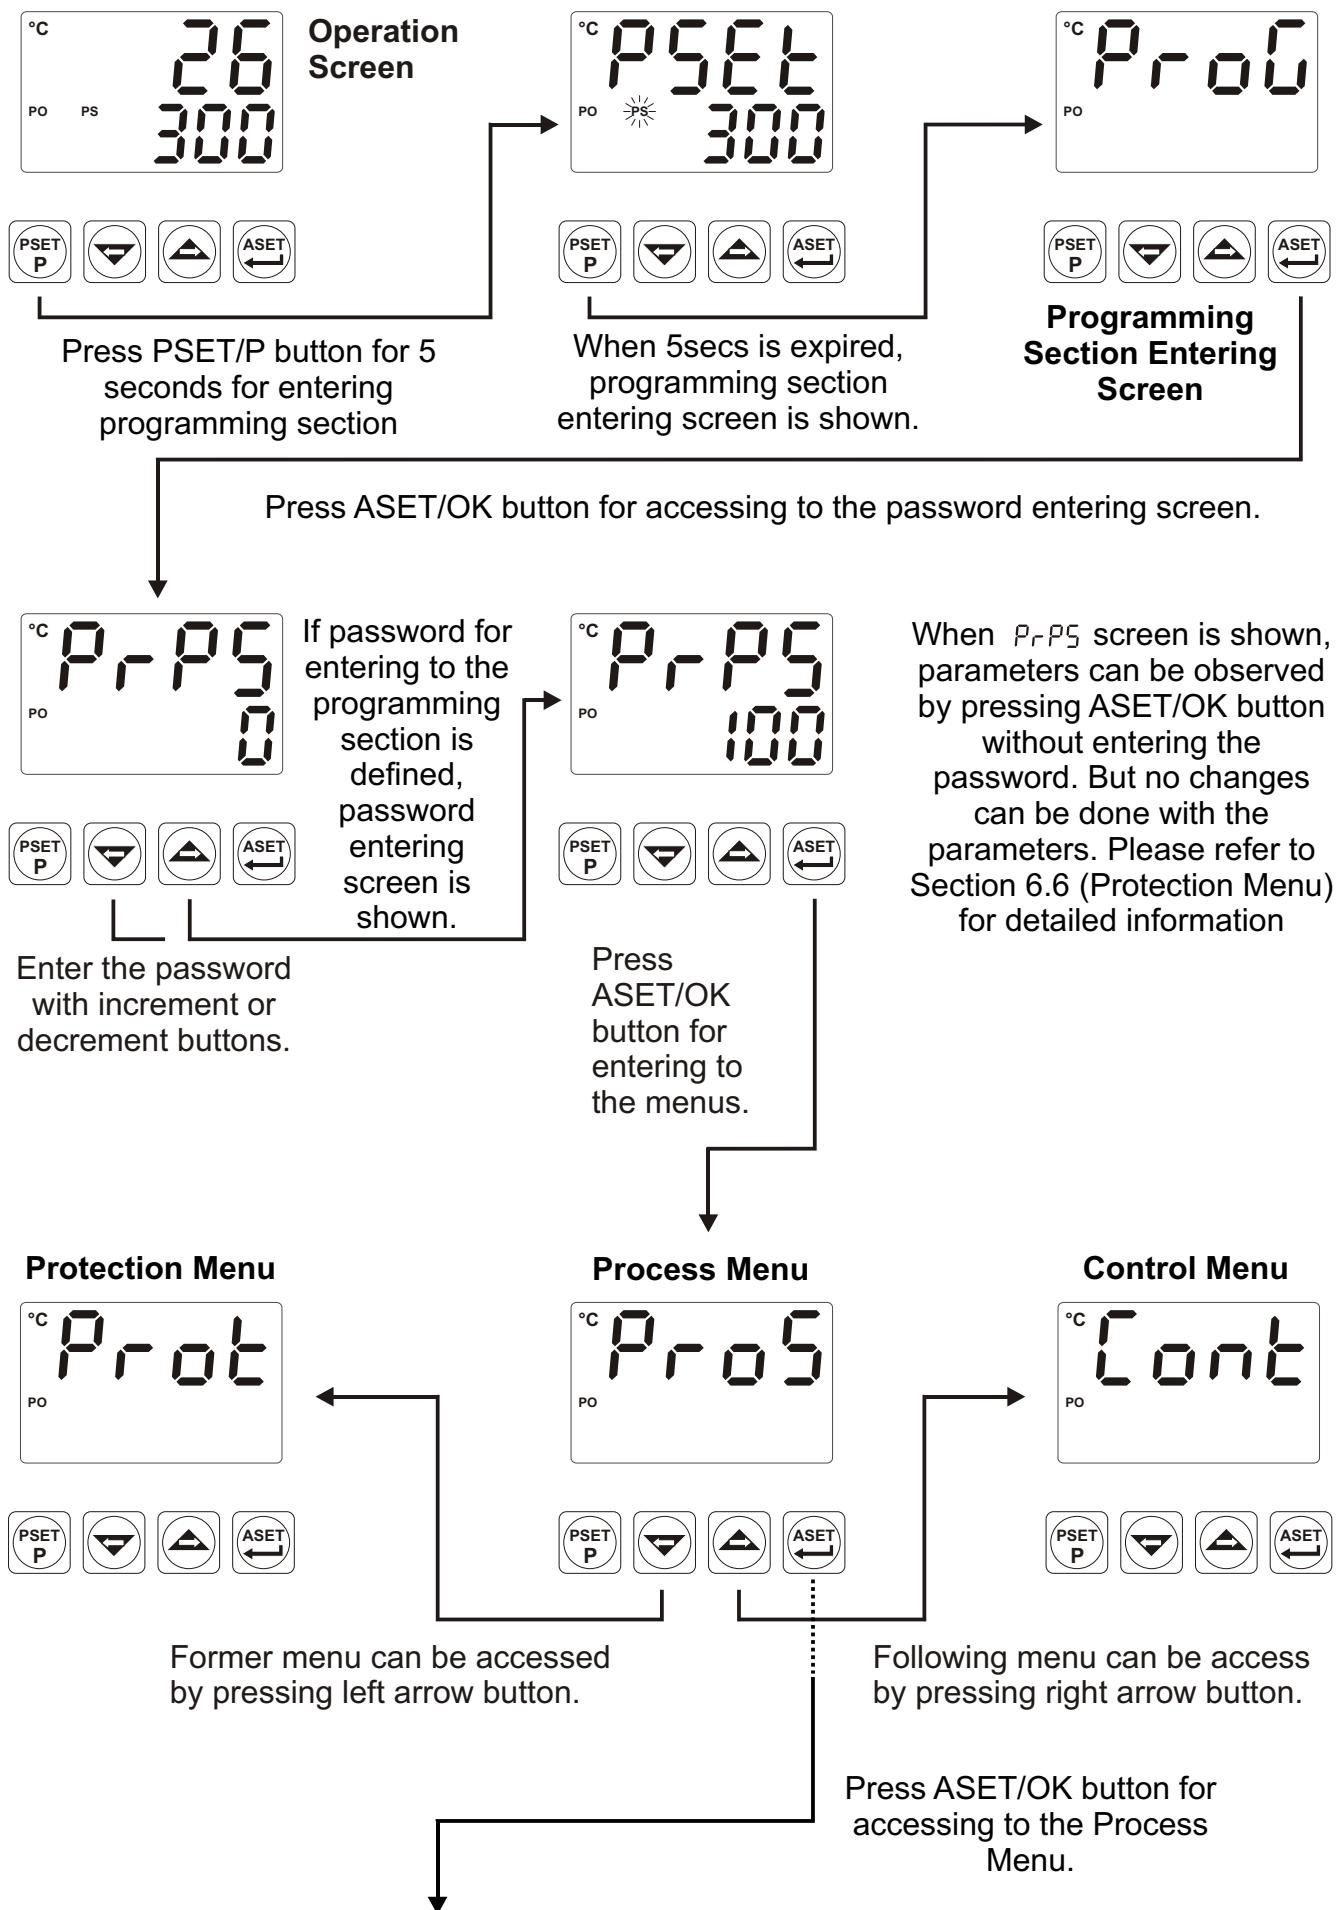 °C
26
PO PS
300
Operation
Screen
°C
PSEt
PO PS
300
°C
ProG
PO
PSET
P
ASET
PSET
P
ASET
PSET
P
ASET
Press PSET/P button for 5
seconds for entering
programming section
When 5secs is expired,
programming section
entering screen is shown.
Programming
Section Entering
Screen
Press ASET/OK button for accessing to the password entering screen.
°C
PrPS
PO
0
If password for
entering to the
programming
section is
defined,
password
entering
screen is
shown.
°C
PrPS
PO
100
When PrPS screen is shown,
parameters can be observed
by pressing ASET/OK button
without entering the
password. But no changes
can be done with the
parameters. Please refer to
Section 6.6 (Protection Menu)
for detailed information
PSET
P
ASET
PSET
P
ASET
Enter the password
with increment or
decrement buttons.
Press
ASET/OK
button for
entering to
the menus.
Protection Menu
°C
Prot
PO
Process Menu
°C
ProS
PO
Control Menu
°C
Cont
PO
PSET
P
ASET
PSET
P
ASET
PSET
P
ASET
Former menu can be accessed
by pressing left arrow button.
Following menu can be access
by pressing right arrow button.
Press ASET/OK button for
accessing to the Process
Menu.